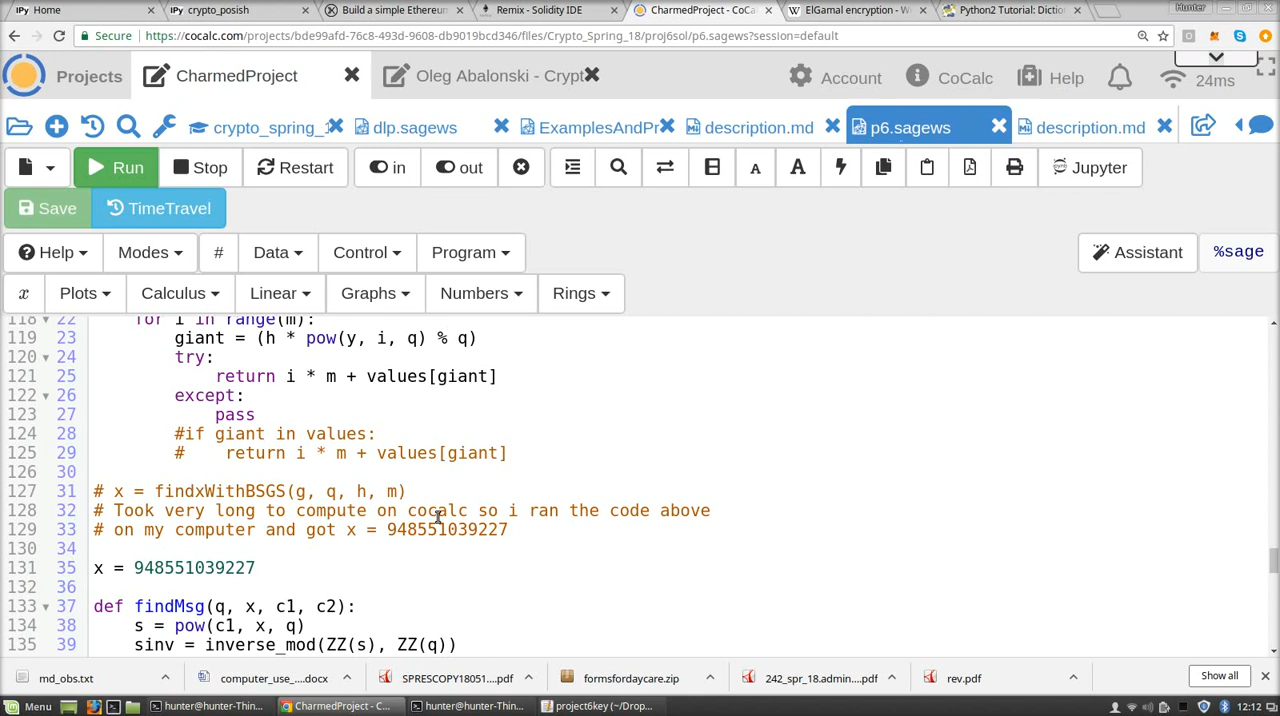 Home
crypto_posish
Build a simple Ethereum
Remix - Solidity IDE
CharmedProject - CoCal
ElGamal encryption - W
Python2 Tutorial: Diction
Hunter
Secure
https://cocalc.com/projects/bde99afd-76c8-493d-9608-db9019bcd346/files/Crypto_Spring_18/proj6sol/p6.sagews?session=default
Projects
CharmedProject
Oleg Abalonski - Crypt
Account
CoCalc
Help
24ms
crypto_spring_1
dlp.sagews
ExamplesAndPr
description.md
p6.sagews
description.md
Run
Stop
Restart
in
out
A
A
Jupyter
Save
TimeTravel
Help
Modes
#
Data
Control
Program
Assistant
%sage
x
Plots
Calculus
Linear
Graphs
Numbers
Rings
118 22 for i in range(m):
119 23 giant = (h * pow(y, i, q) % q)
120 24 try:
121 25 return i * m + values[giant]
122 26 except:
123 27 pass
124 28 #if giant in values:
125 29 # return i * m + values[giant]
126 30
127 31 # x = findxWithBSGS(g, q, h, m)
128 32 # Took very long to compute on cocalc so i ran the code above
129 33 # on my computer and got x = 948551039227
130 34
131 35 x = 948551039227
132 36
133 37 def findMsg(q, x, c1, c2):
134 38 s = pow(c1, x, q)
135 39 sinv = inverse_mod(ZZ(s), ZZ(q))
md_obs.txt
computer_use_....docx
SPRESCOPY18051....pdf
formsfordaycare.zip
242_spr_18.admin....pdf
rev.pdf
Show all
Menu
hunter@hunter-Thin...
CharmedProject - C...
hunter@hunter-Thin...
project6key (~/Drop...
12:12